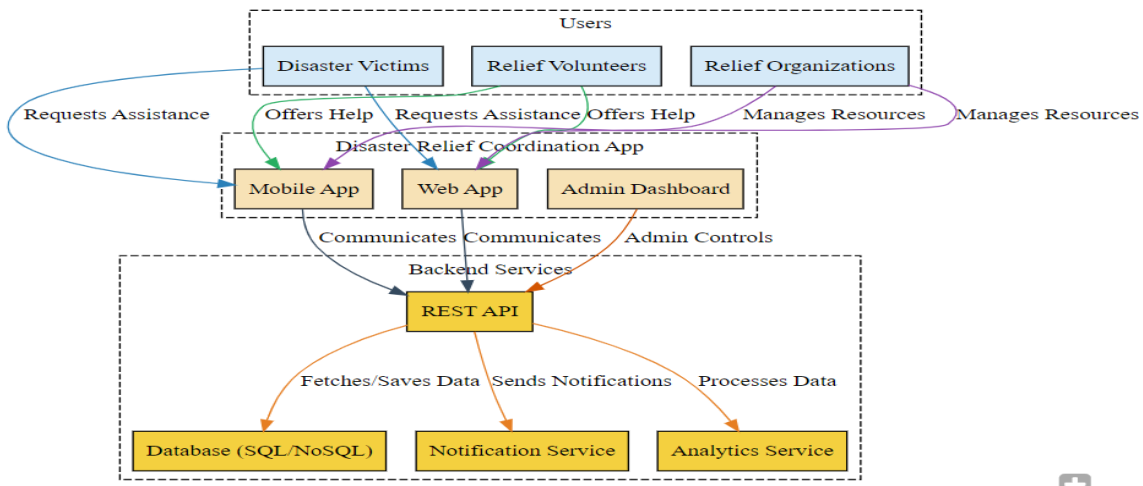 Users
Disaster Victims
Relief Volunteers
Relief Organizations
Requests Assistance
Offers Help
Requests Assistance
Offers Help
Manages Resources
Manages Resources
Disaster Relief Coordination App
Mobile App
Web App
Admin Dashboard
Communicates
Communicates
Admin Controls
Backend Services
REST API
Fetches/Saves Data
Sends Notifications
Processes Data
Database (SQL/NoSQL)
Notification Service
Analytics Service